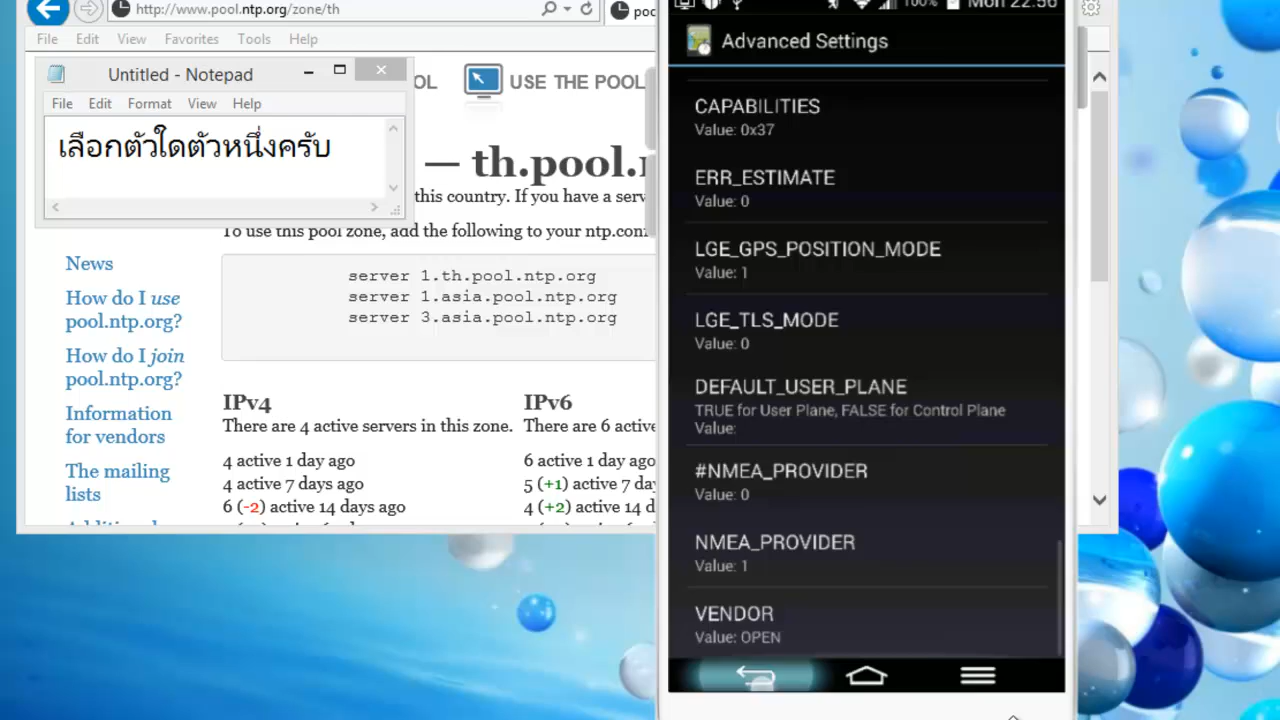 http://www.pool.ntp.org/zone/th
File Edit View Favorites Tools Help
Untitled - Notepad
File Edit Format View Help
เลือกตัวใดตัวหนึ่งครับ
USE THE POOL
— th.pool.
this country. If you have a serv
To use this pool zone, add the following to your ntp.conf
server 1.th.pool.ntp.org
server 1.asia.pool.ntp.org
server 3.asia.pool.ntp.org
News
How do I use
pool.ntp.org?
How do I join
pool.ntp.org?
Information
for vendors
The mailing
lists
IPv4
There are 4 active servers in this zone.
4 active 1 day ago
4 active 7 days ago
6 (-2) active 14 days ago
IPv6
There are 6 active
6 active 1 day ago
5 (+1) active 7 day
4 (+2) active 14 d
100% Mon 22:56
Advanced Settings
CAPABILITIES
Value: 0x37
ERR_ESTIMATE
Value: 0
LGE_GPS_POSITION_MODE
Value: 1
LGE_TLS_MODE
Value: 0
DEFAULT_USER_PLANE
TRUE for User Plane, FALSE for Control Plane
Value:
#NMEA_PROVIDER
Value: 0
NMEA_PROVIDER
Value: 1
VENDOR
Value: OPEN